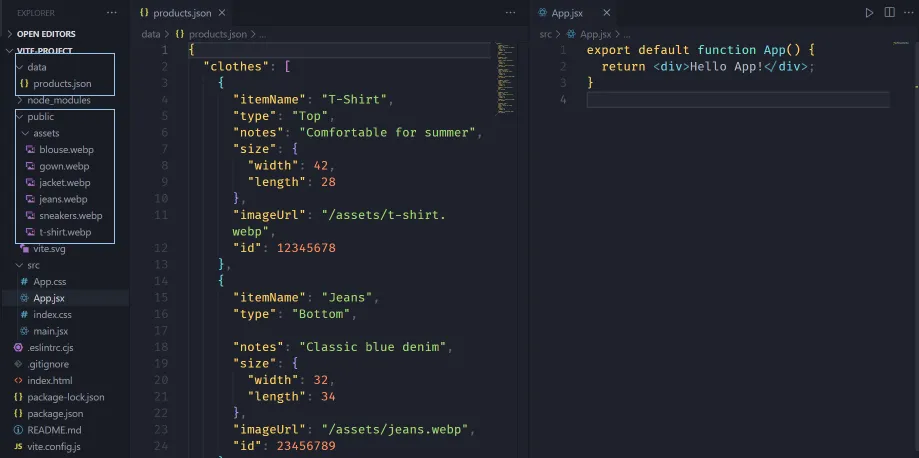 EXPLORER
OPEN EDITORS
VITE-PROJECT
data
products.json
node_modules
public
assets
blouse.webp
gown.webp
jacket.webp
jeans.webp
sneakers.webp
t-shirt.webp
vite.svg
src
App.css
App.jsx
index.css
main.jsx
.eslintrc.cjs
.gitignore
index.html
package-lock.json
package.json
README.md
vite.config.js
products.json
data > products.json > ...
1 {
2 "clothes": [
3 {
4 "itemName": "T-Shirt",
5 "type": "Top",
6 "notes": "Comfortable for summer",
7 "size": {
8 "width": 42,
9 "length": 28
10 },
11 "imageUrl": "/assets/t-shirt.
webp",
12 "id": 12345678
13 },
14 {
15 "itemName": "Jeans",
16 "type": "Bottom",
17
18 "notes": "Classic blue denim",
19 "size": {
20 "width": 32,
21 "length": 34
22 },
23 "imageUrl": "/assets/jeans.webp",
24 "id": 23456789
App.jsx
src > App.jsx > ...
1 export default function App() {
2 return <div>Hello App!</div>;
3 }
4